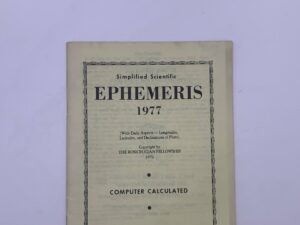 Simplified Scientific
EPHEMERIS
1977
(With Daily Aspects — Longitudes,
Latitudes, and Declinations of Planets)
Copyright by
THE ROSICRUCIAN FELLOWSHIP
COMPUTER CALCULATED